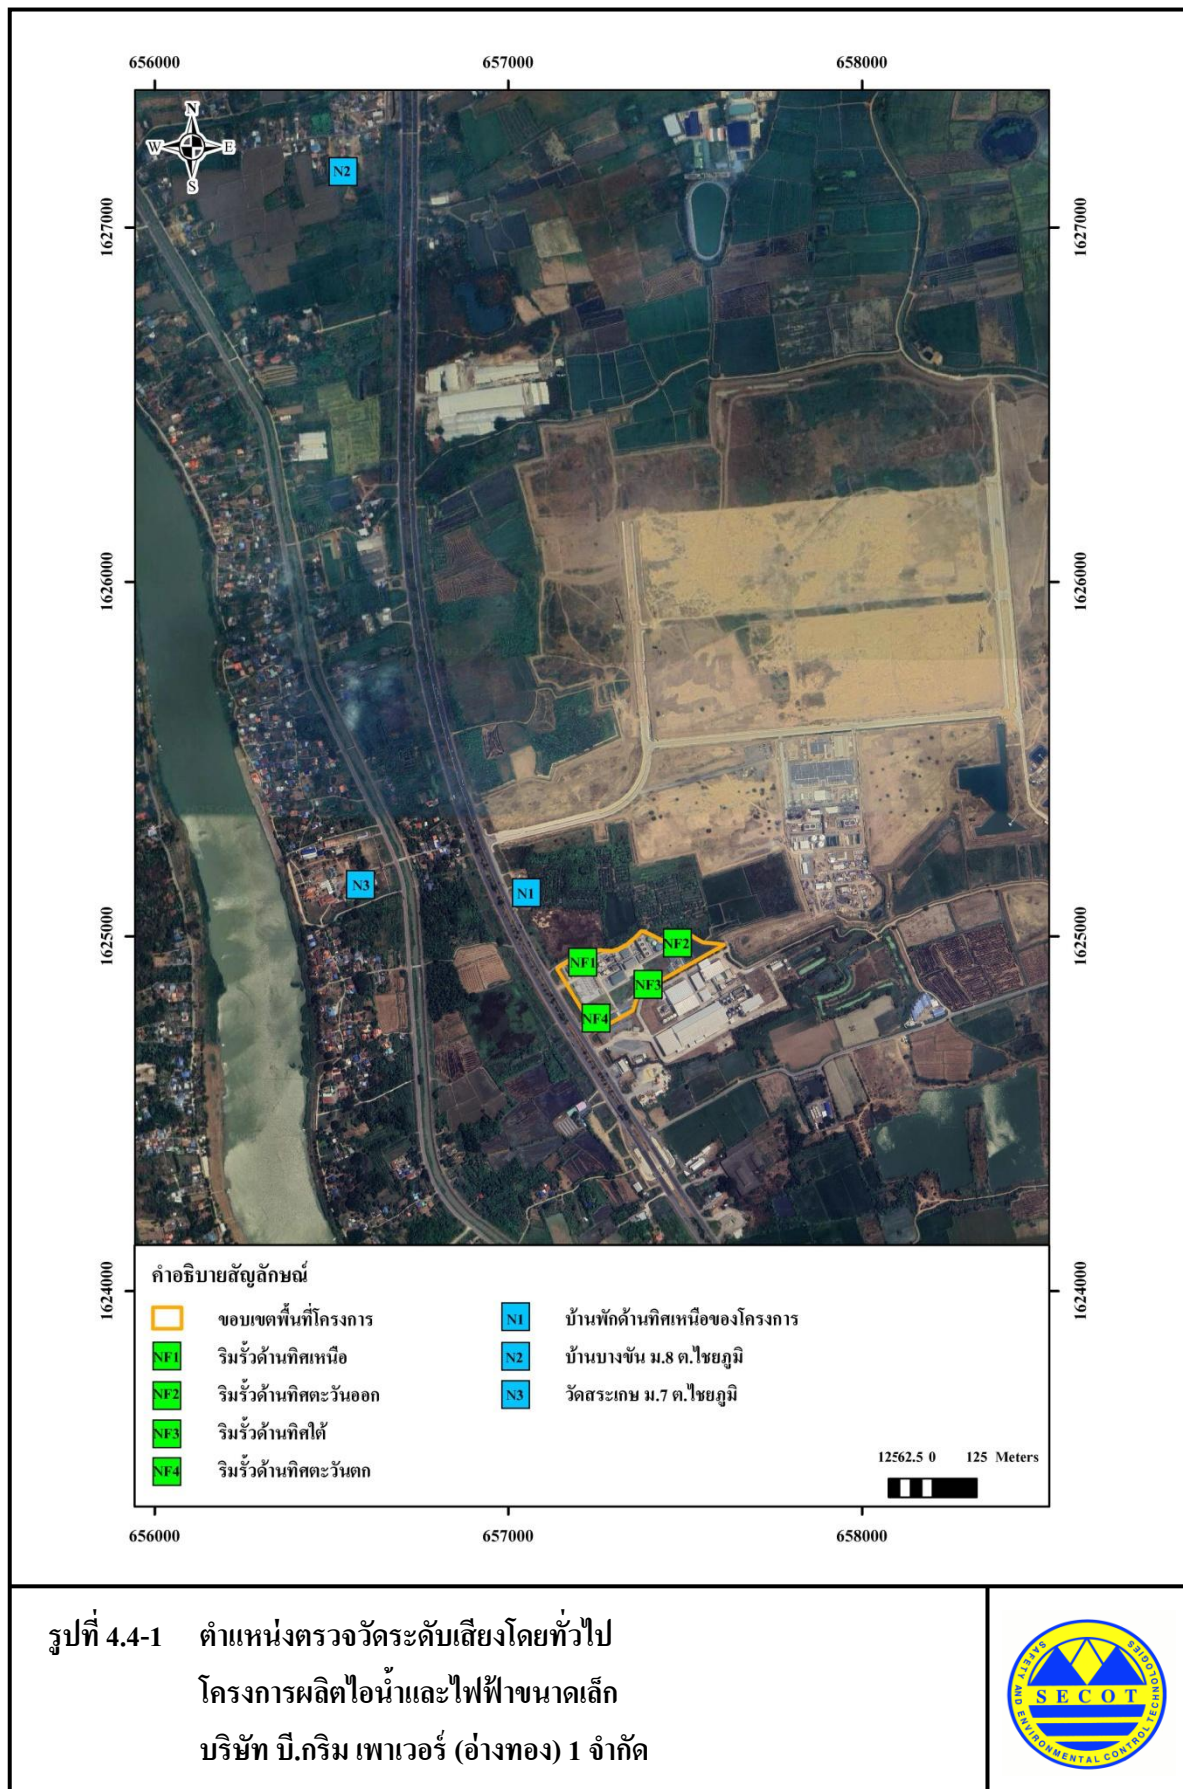 656000 657000 658000
N
W E
S
N2
1627000 1627000
1626000 1626000
N3
N1
1625000 1625000
NF1
NF2
NF3
NF4
1624000 1624000
คำอธิบายสัญลักษณ์
ขอบเขตพื้นที่โครงการ
NF1 ริมรั้วด้านทิศเหนือ
NF2 ริมรั้วด้านทิศตะวันออก
NF3 ริมรั้วด้านทิศใต้
NF4 ริมรั้วด้านทิศตะวันตก
N1 บ้านพักด้านทิศเหนือของโครงการ
N2 บ้านบางขัน ม.8 ต.ไชยภูมิ
N3 วัดสระเกษ ม.7 ต.ไชยภูมิ
12562.5 0 125 Meters
656000 657000 658000
รูปที่ 4.4-1 ตำแหน่งตรวจวัดระดับเสียงโดยทั่วไป
โครงการผลิตไอน้ำและไฟฟ้าขนาดเล็ก
บริษัท บี.กริม เพาเวอร์ (อ่างทอง) 1 จำกัด
SAFETY AND ENVIRONMENTAL CONTROL TECHNOLOGIES
SECOT